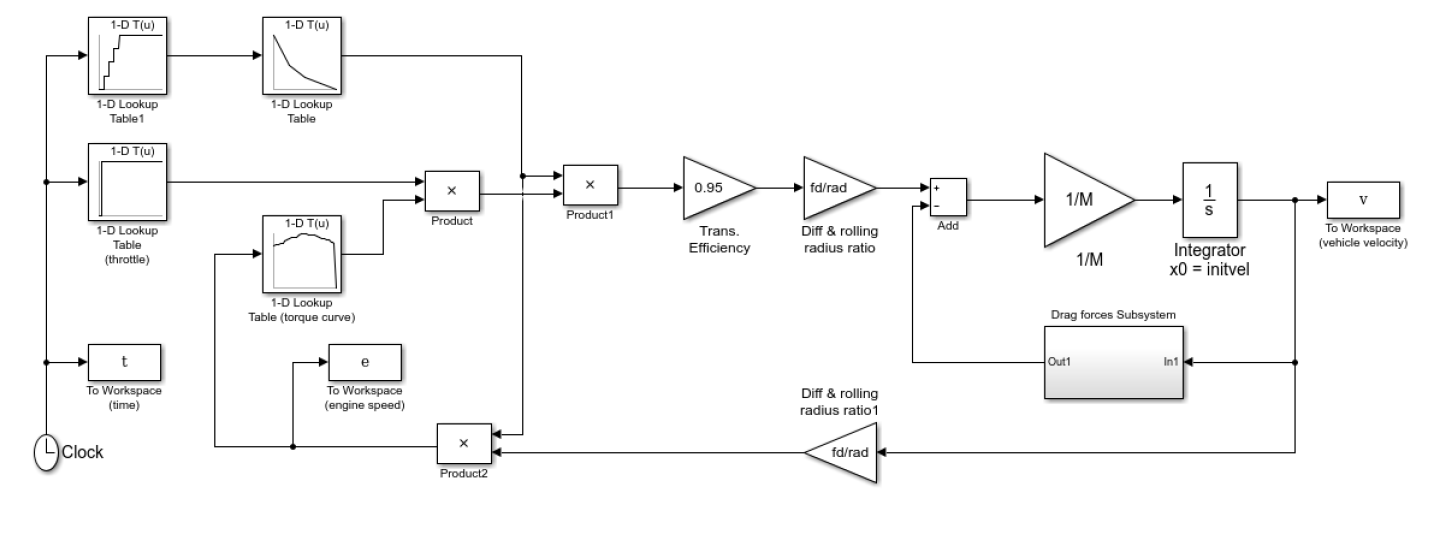 1-D T(u)
1-D Lookup
Table1
1-D T(u)
1-D Lookup
Table
1-D T(u)
1-D Lookup
Table
(throttle)
1-D T(u)
1-D Lookup
Table (torque curve)
×
Product
×
Product1
0.95
Trans.
Efficiency
fd/rad
Diff & rolling
radius ratio
+
−
Add
1/M
1/M
1
s
Integrator
x0 = initvel
v
To Workspace
(vehicle velocity)
Drag forces Subsystem
Out1
In1
t
To Workspace
(time)
e
To Workspace
(engine speed)
Diff & rolling
radius ratio1
fd/rad
×
Product2
Clock